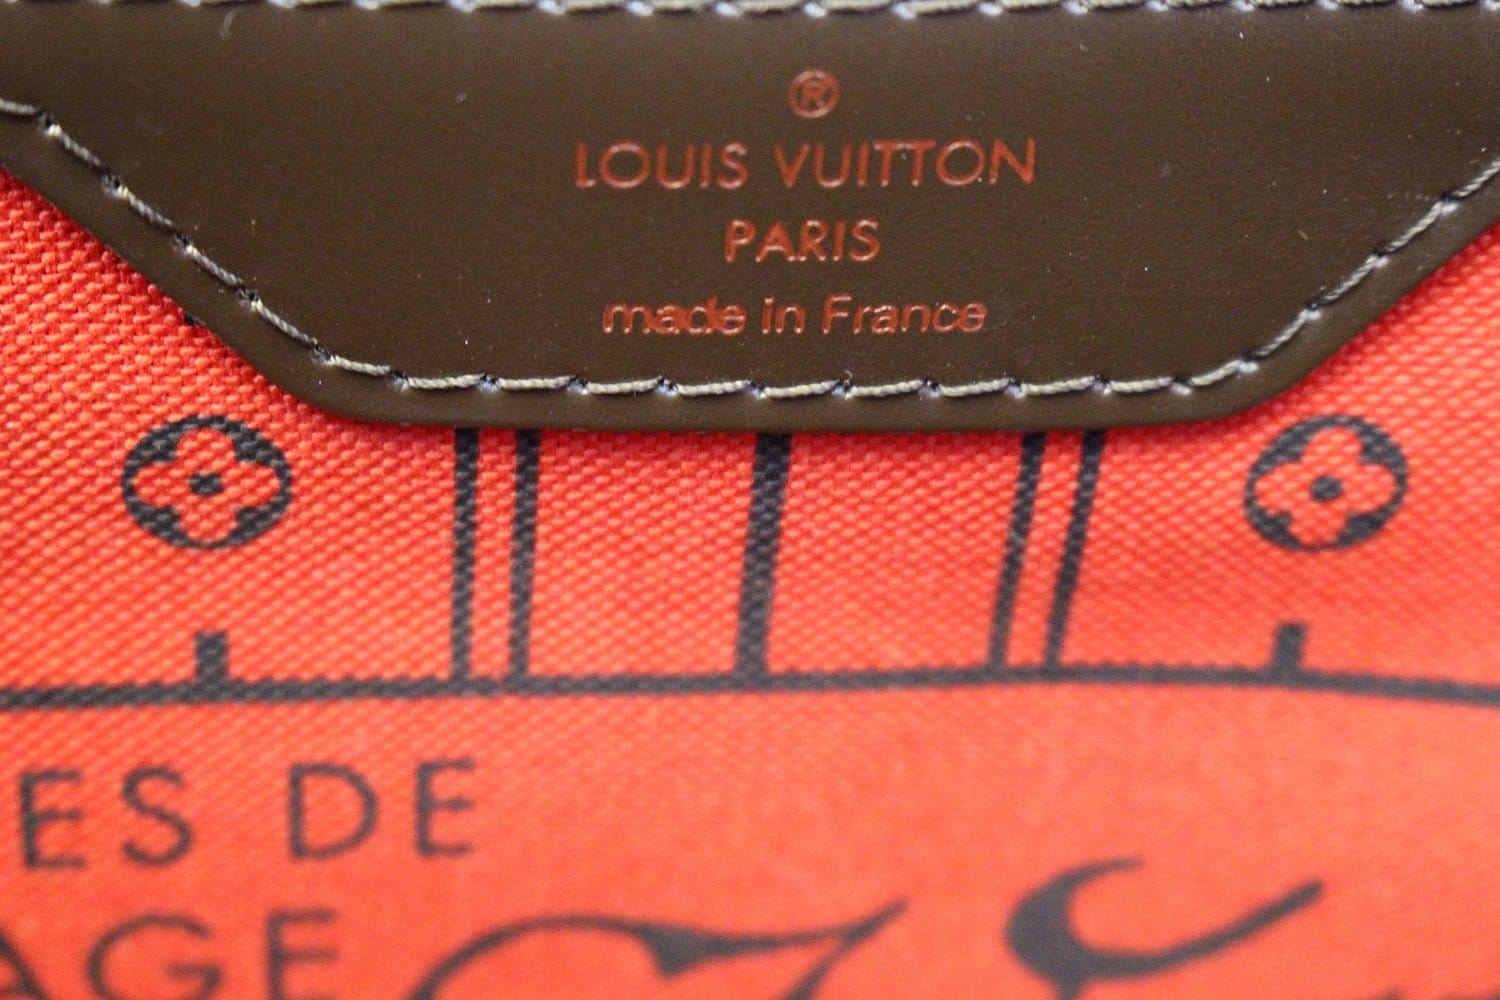 ®
LOUIS VUITTON
PARIS
made in France
ES DE
AGE